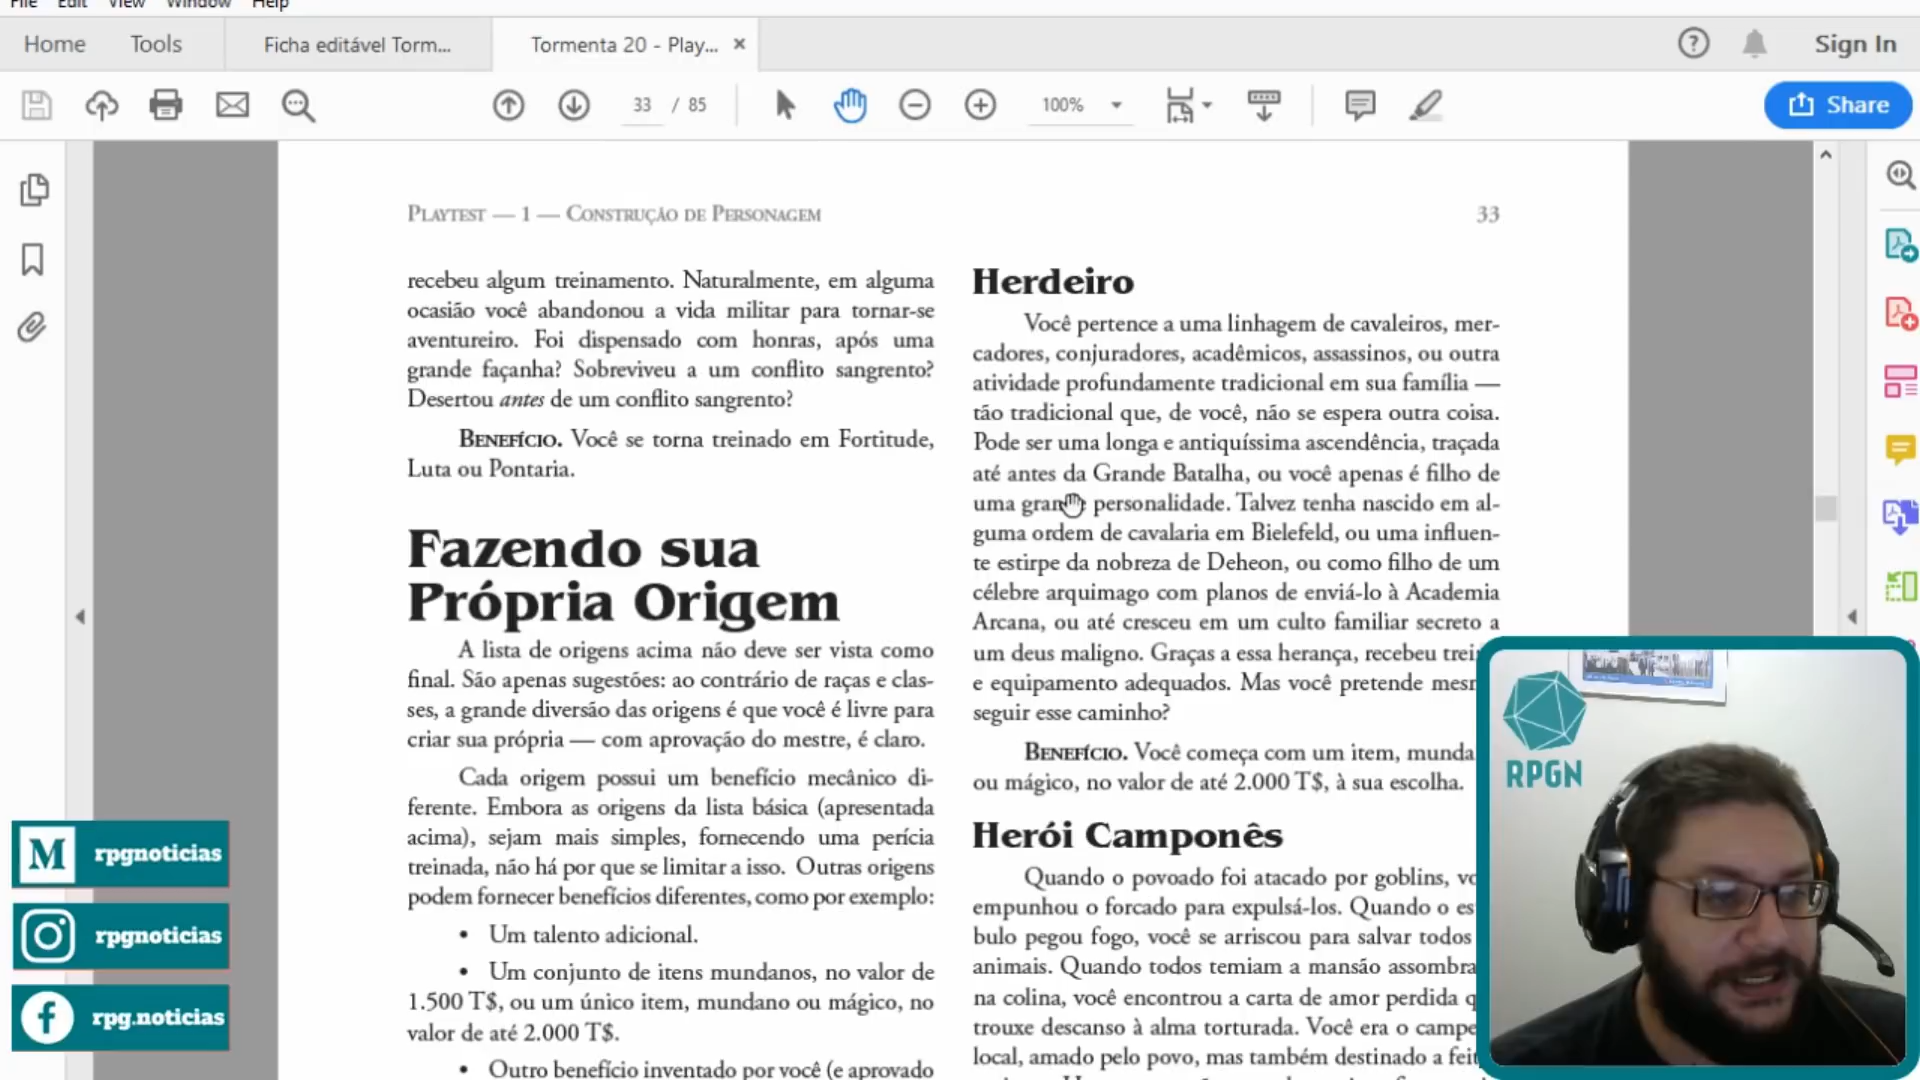 File Edit View Window Help
Home
Tools
Ficha editável Torm...
Tormenta 20 - Play...
Sign In
33 / 85
100%
Share
Playtest — 1 — Construção de Personagem
33
recebeu algum treinamento. Naturalmente, em alguma
ocasião você abandonou a vida militar para tornar-se
aventureiro. Foi dispensado com honras, após uma
grande façanha? Sobreviveu a um conflito sangrento?
Desertou antes de um conflito sangrento?
Benefício. Você se torna treinado em Fortitude,
Luta ou Pontaria.
Fazendo sua
Própria Origem
A lista de origens acima não deve ser vista como
final. São apenas sugestões: ao contrário de raças e clas-
ses, a grande diversão das origens é que você é livre para
criar sua própria — com aprovação do mestre, é claro.
Cada origem possui um benefício mecânico di-
ferente. Embora as origens da lista básica (apresentada
acima), sejam mais simples, fornecendo uma perícia
treinada, não há por que se limitar a isso. Outras origens
podem fornecer benefícios diferentes, como por exemplo:
• Um talento adicional.
• Um conjunto de itens mundanos, no valor de
1.500 T$, ou um único item, mundano ou mágico, no
valor de até 2.000 T$.
• Outro benefício inventado por você (e aprovado
Herdeiro
Você pertence a uma linhagem de cavaleiros, mer-
cadores, conjuradores, acadêmicos, assassinos, ou outra
atividade profundamente tradicional em sua família —
tão tradicional que, de você, não se espera outra coisa.
Pode ser uma longa e antiquíssima ascendência, traçada
até antes da Grande Batalha, ou você apenas é filho de
uma grande personalidade. Talvez tenha nascido em al-
guma ordem de cavalaria em Bielefeld, ou uma influen-
te estirpe da nobreza de Deheon, ou como filho de um
célebre arquimago com planos de enviá-lo à Academia
Arcana, ou até cresceu em um culto familiar secreto a
um deus maligno. Graças a essa herança, recebeu trei
e equipamento adequados. Mas você pretende mesm
seguir esse caminho?
Benefício. Você começa com um item, munda
ou mágico, no valor de até 2.000 T$, à sua escolha.
Herói Camponês
Quando o povoado foi atacado por goblins, vo
empunhou o forcado para expulsá-los. Quando o es
bulo pegou fogo, você se arriscou para salvar todos
animais. Quando todos temiam a mansão assombra
na colina, você encontrou a carta de amor perdida q
trouxe descanso à alma torturada. Você era o campe
local, amado pelo povo, mas também destinado a feit
RPGN
M rpgnoticias
rpgnoticias
f rpg.noticias